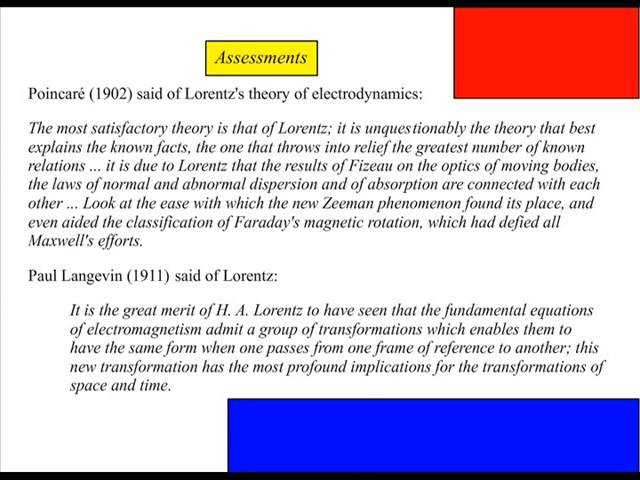 Assessments
Poincaré (1902) said of Lorentz's theory of electrodynamics:
The most satisfactory theory is that of Lorentz; it is unquestionably the theory that best
explains the known facts, the one that throws into relief the greatest number of known
relations ... it is due to Lorentz that the results of Fizeau on the optics of moving bodies,
the laws of normal and abnormal dispersion and of absorption are connected with each
other ... Look at the ease with which the new Zeeman phenomenon found its place, and
even aided the classification of Faraday's magnetic rotation, which had defied all
Maxwell's efforts.
Paul Langevin (1911) said of Lorentz:
It is the great merit of H. A. Lorentz to have seen that the fundamental equations
of electromagnetism admit a group of transformations which enables them to
have the same form when one passes from one frame of reference to another; this
new transformation has the most profound implications for the transformations of
space and time.